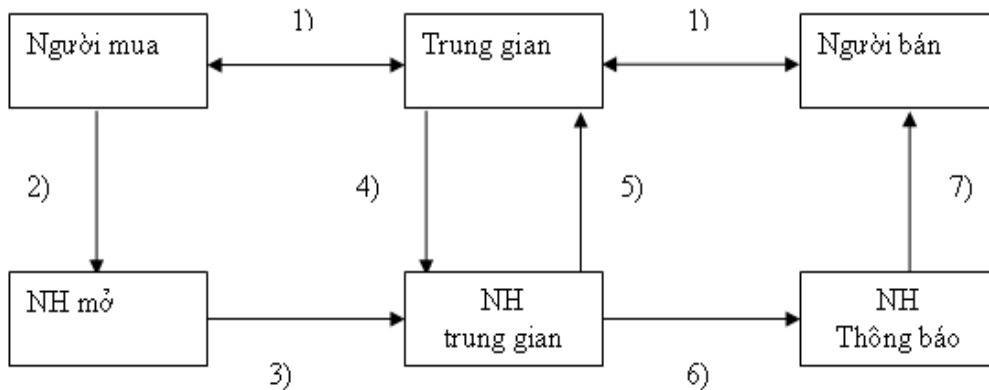 1)
1)
Người mua
Trung gian
Người bán
2)
4)
5)
7)
NH mở
NH
trung gian
NH
Thông báo
3)
6)